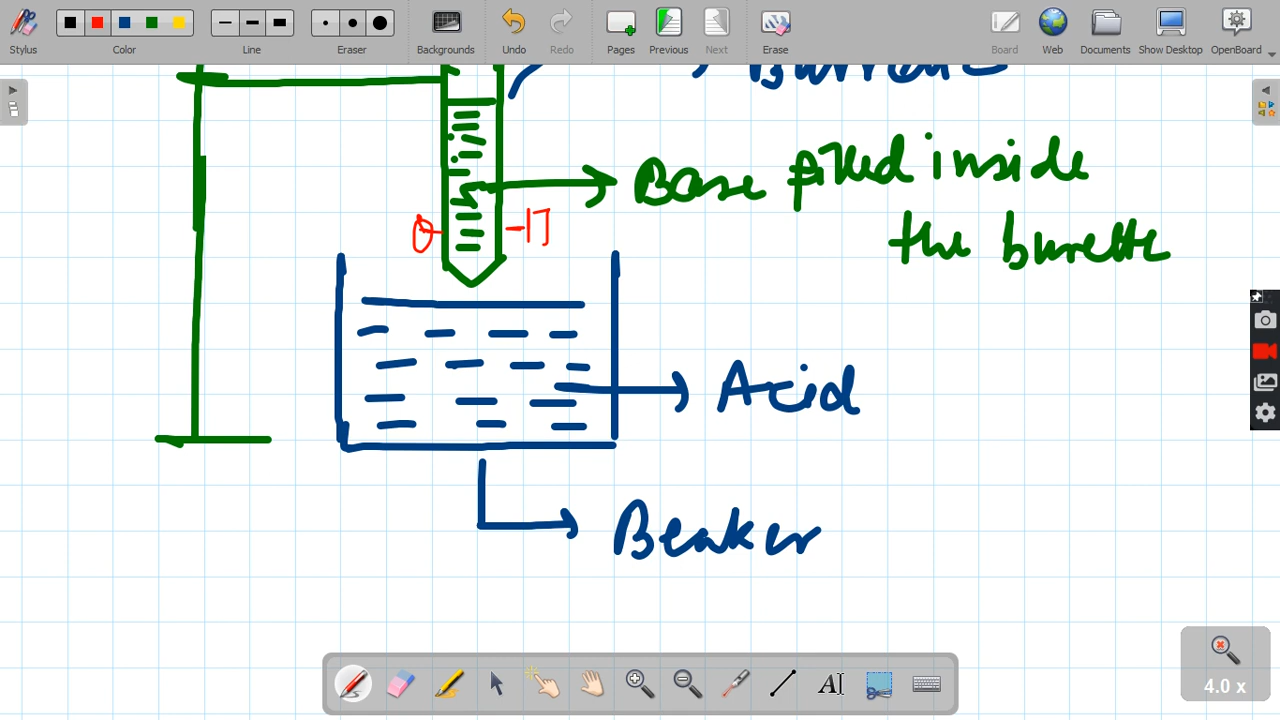 Stylus
Color
Line
Eraser
Backgrounds
Undo
Redo
Pages
Previous
Next
Erase
Board
Web
Documents
Show Desktop
OpenBoard
Burrette
Base filled inside
the burette
0
-17
Acid
Beaker
4.0 x